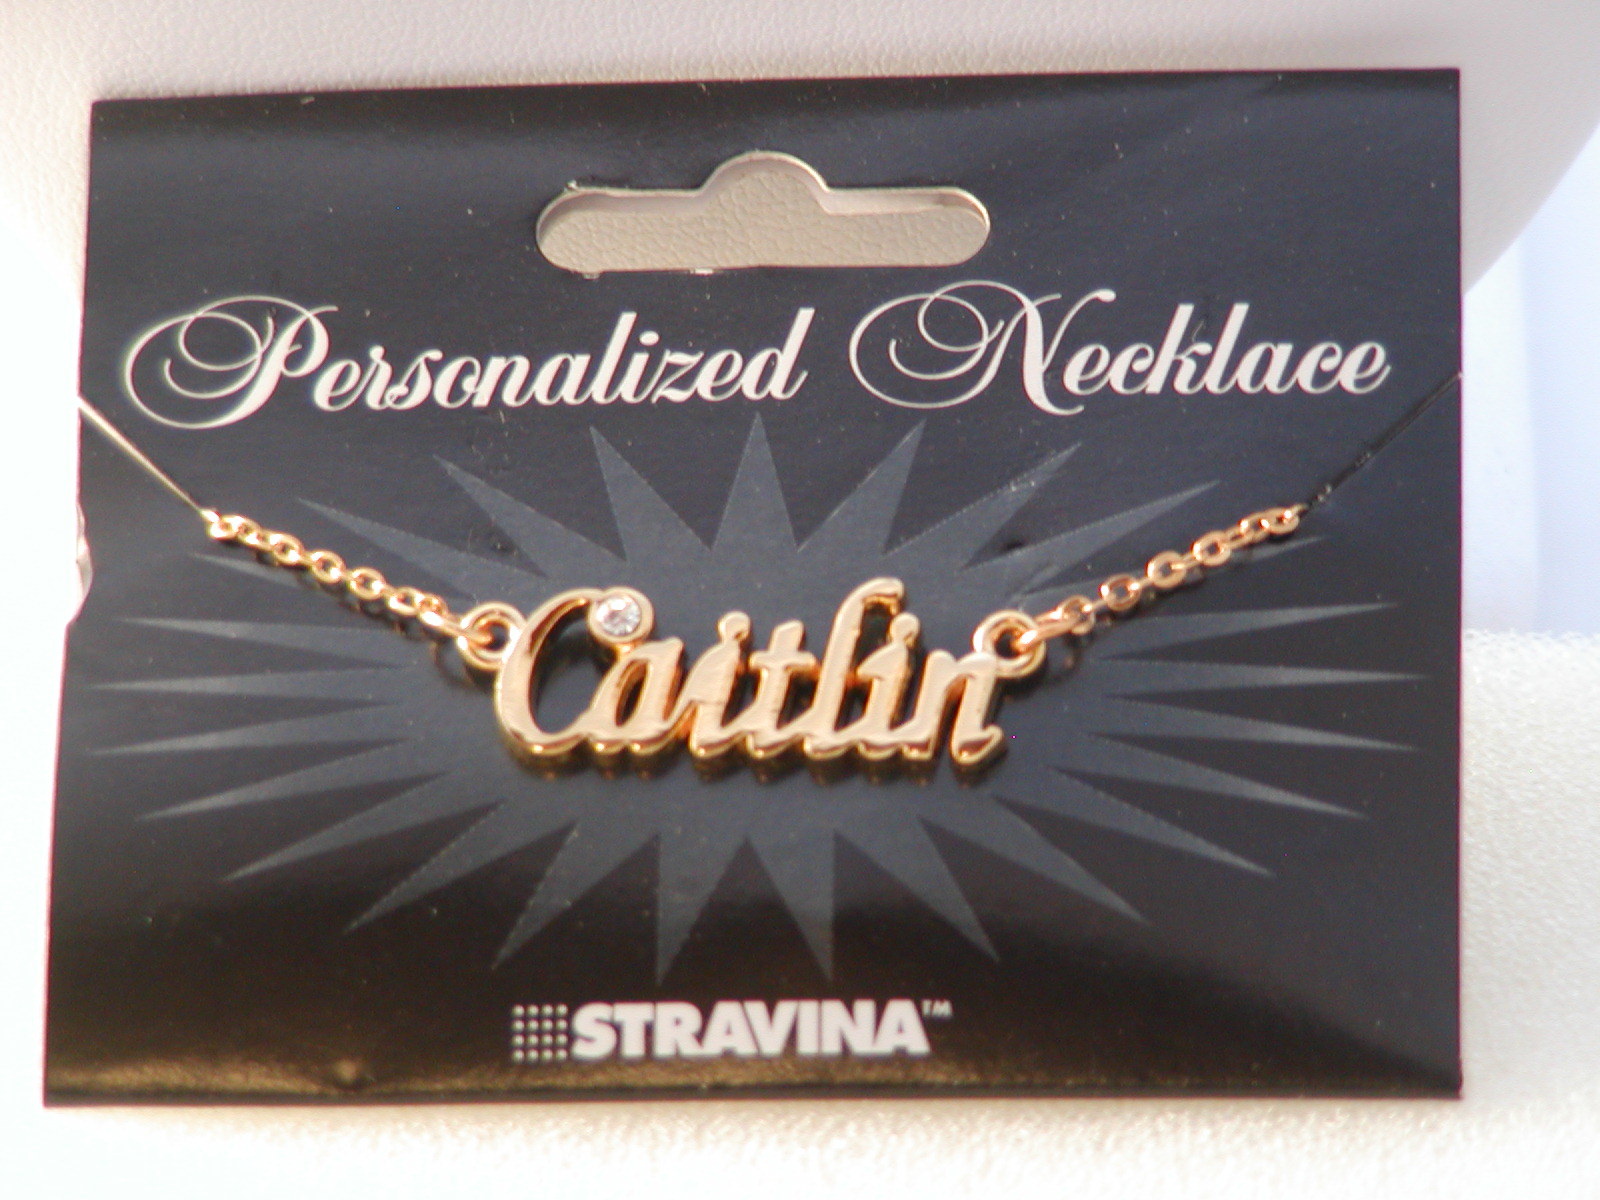 Personalized Necklace
Caitlin
STRAVINA™